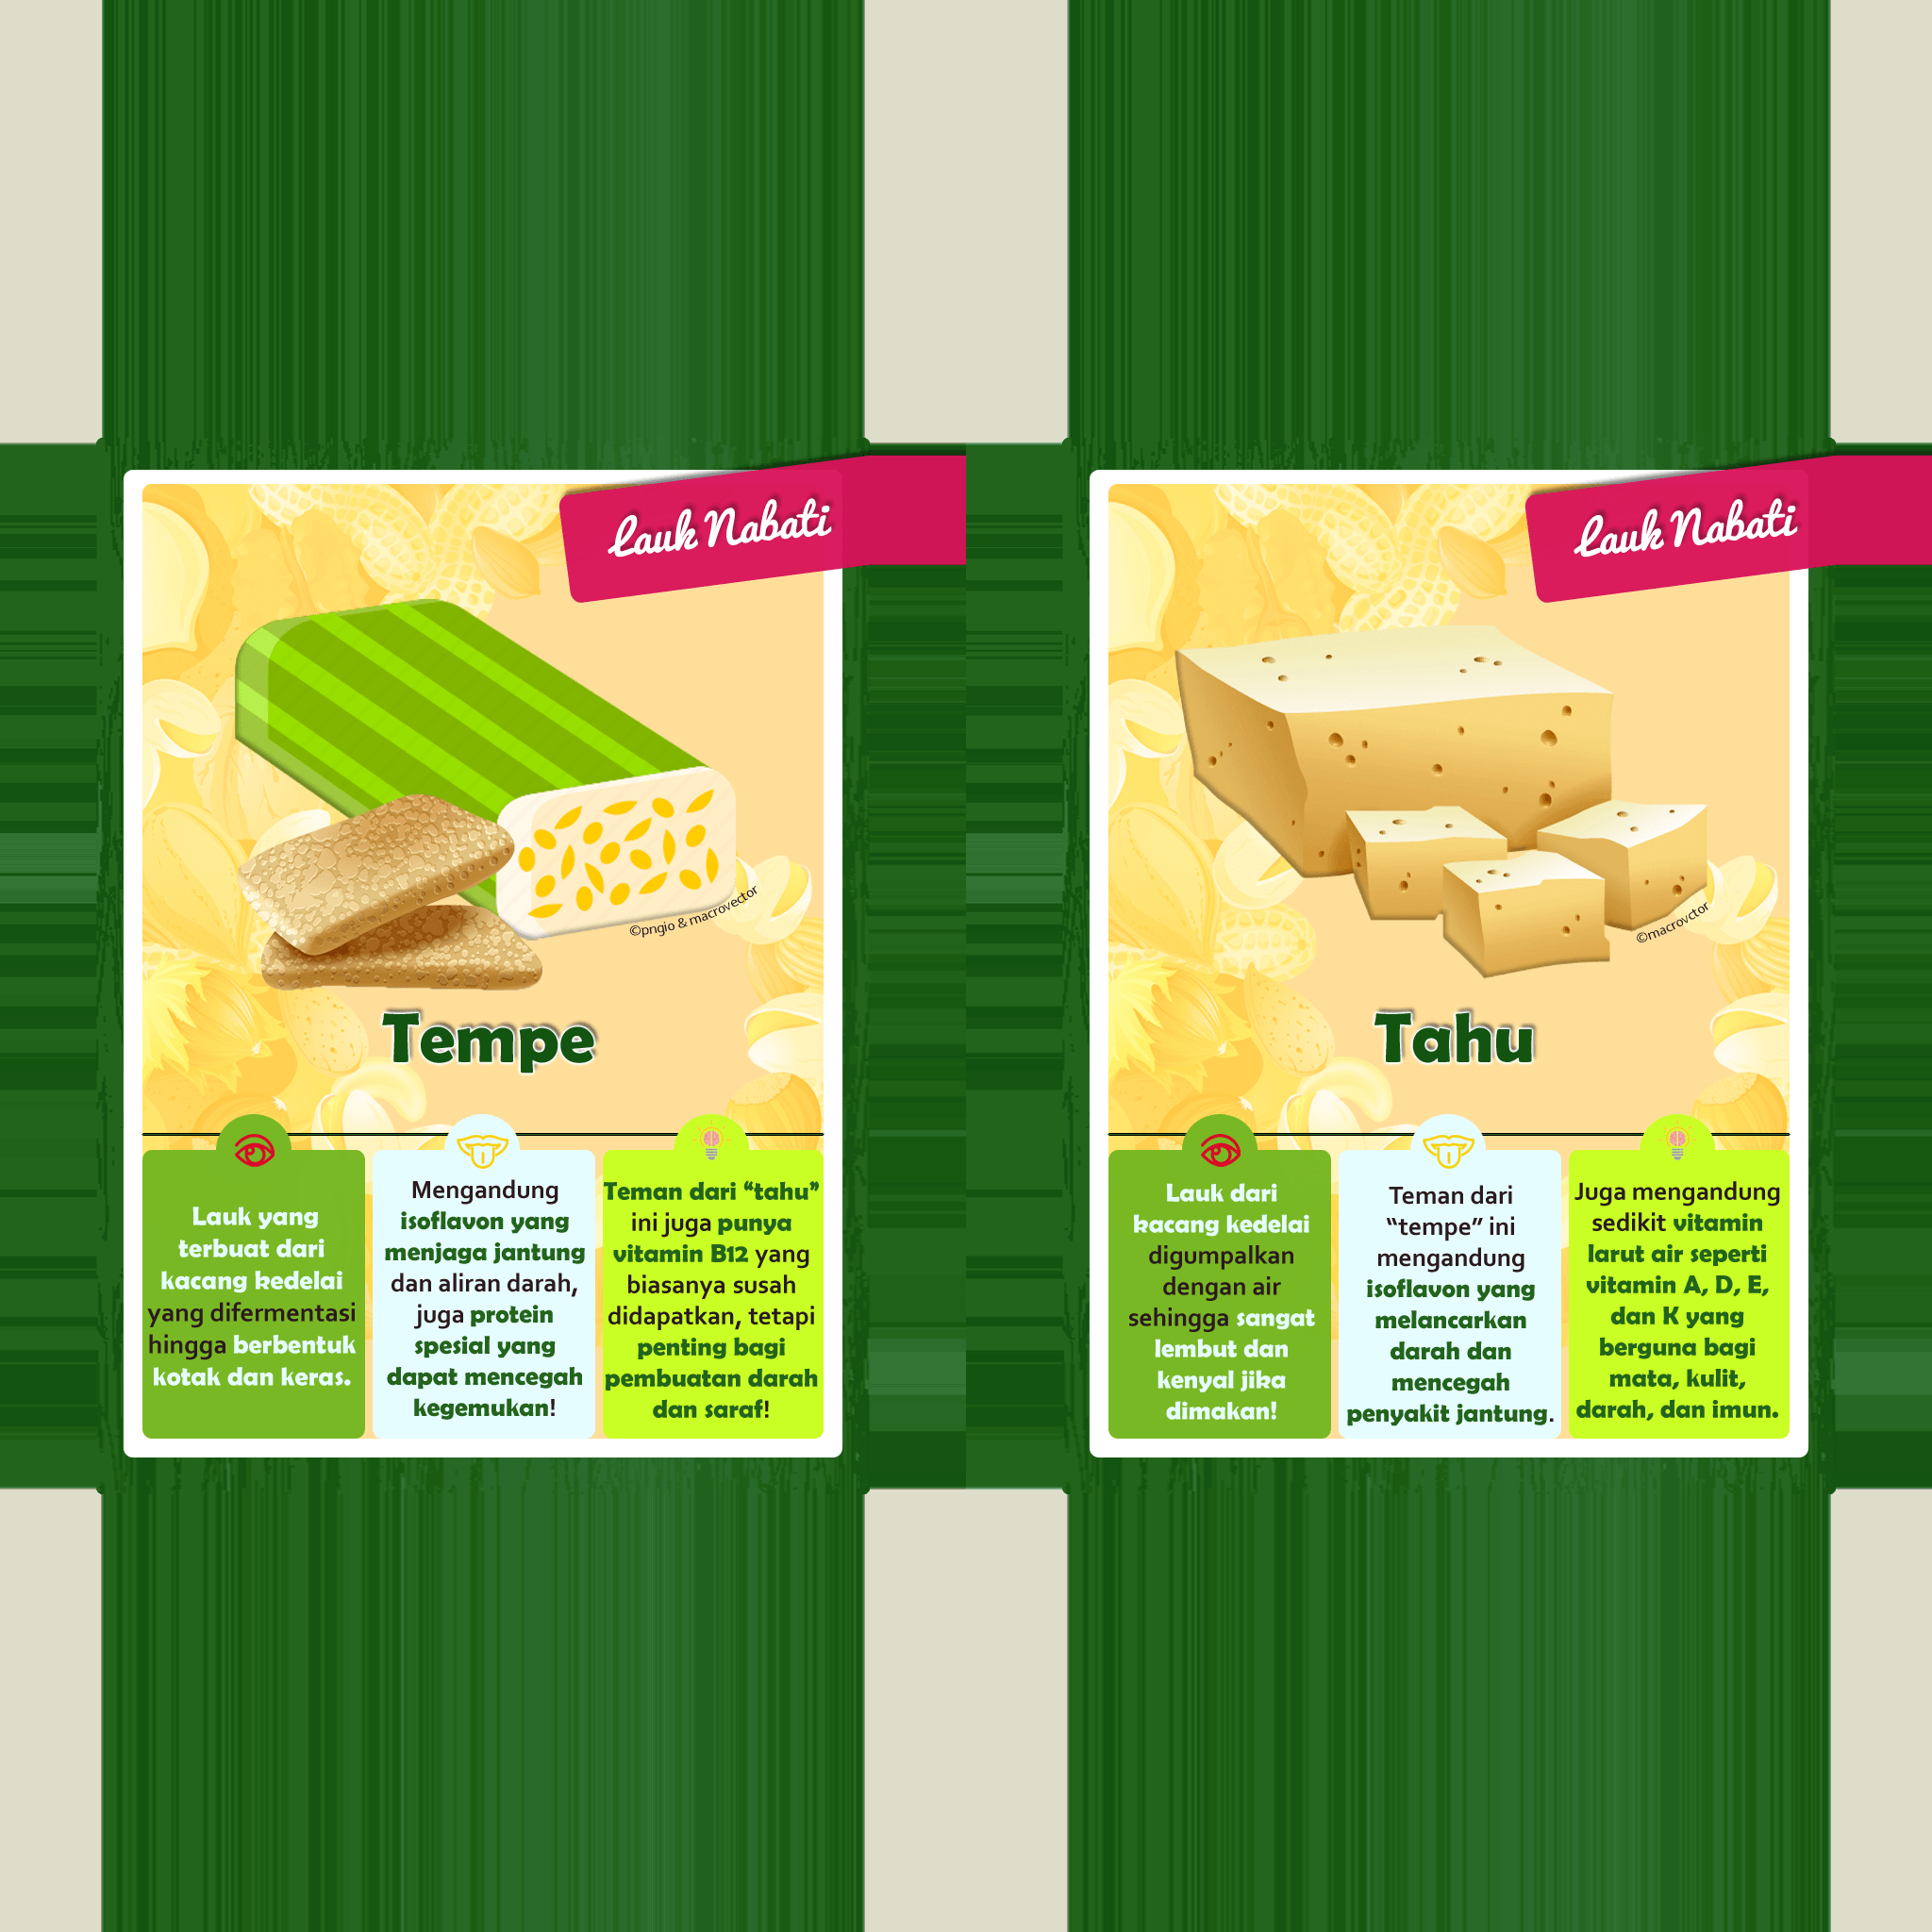 Lauk Nabati
©pngio & macrovector
Tempe
Lauk yang
terbuat dari
kacang kedelai
yang difermentasi
hingga berbentuk
kotak dan keras.
Mengandung
isoflavon yang
menjaga jantung
dan aliran darah,
juga protein
spesial yang
dapat mencegah
kegemukan!
Teman dari “tahu”
ini juga punya
vitamin B12 yang
biasanya susah
didapatkan, tetapi
penting bagi
pembuatan darah
dan saraf!
Lauk Nabati
©macrovctor
Tahu
Lauk dari
kacang kedelai
digumpalkan
dengan air
sehingga sangat
lembut dan
kenyal jika
dimakan!
Teman dari
“tempe” ini
mengandung
isoflavon yang
melancarkan
darah dan
mencegah
penyakit jantung.
Juga mengandung
sedikit vitamin
larut air seperti
vitamin A, D, E,
dan K yang
berguna bagi
mata, kulit,
darah, dan imun.